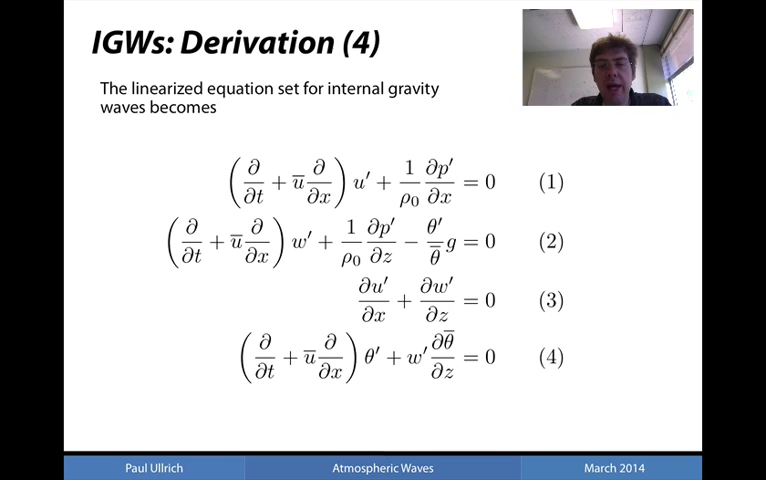 IGWs: Derivation (4)
The linearized equation set for internal gravity
waves becomes
(∂/∂t + u̅ ∂/∂x) u′ + 1/ρ₀ ∂p′/∂x = 0 (1)
(∂/∂t + u̅ ∂/∂x) w′ + 1/ρ₀ ∂p′/∂z − θ′/θ̅ g = 0 (2)
∂u′/∂x + ∂w′/∂z = 0 (3)
(∂/∂t + u̅ ∂/∂x) θ′ + w′ ∂θ̅/∂z = 0 (4)
Paul Ullrich Atmospheric Waves March 2014